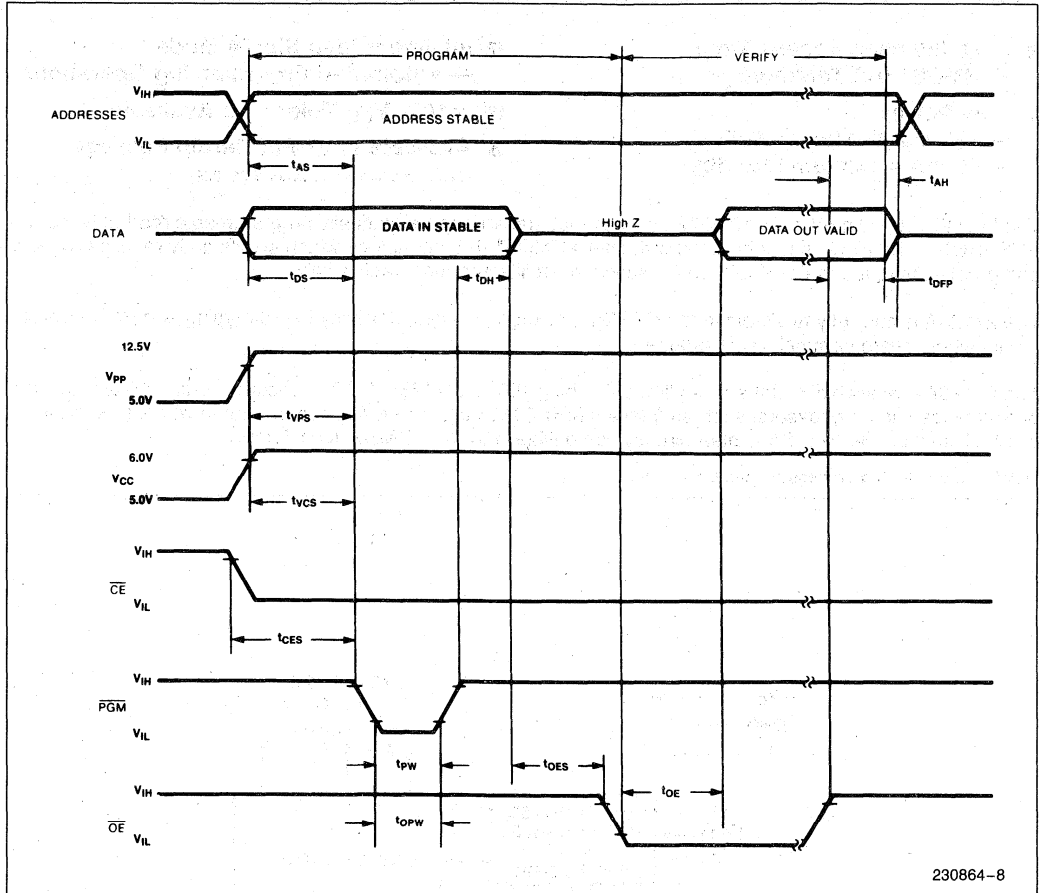 PROGRAM
VERIFY
VIH
ADDRESSES
ADDRESS STABLE
VIL
tAS
tAH
DATA
DATA IN STABLE
High Z
DATA OUT VALID
tDS
tDH
tDFP
12.5V
VPP
5.0V
tVPS
6.0V
VCC
5.0V
tVCS
VIH
CE
VIL
tCES
VIH
PGM
VIL
tPW
tOES
VIH
tOE
OE
tOPW
VIL
230864-8